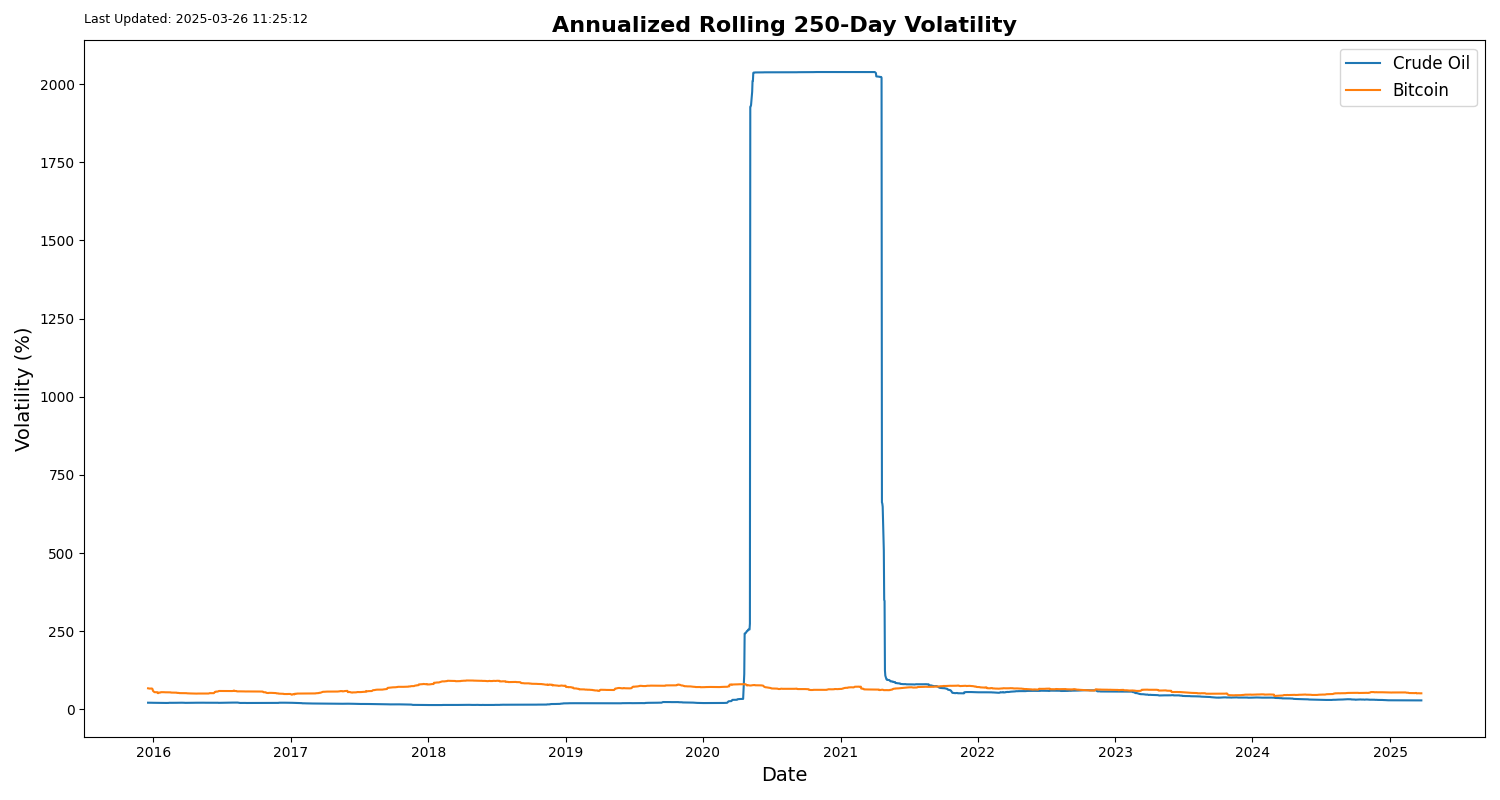 Last Updated: 2025-03-26 11:25:12
Annualized Rolling 250-Day Volatility
Crude Oil
Bitcoin
Volatility (%)
2000
1750
1500
1250
1000
750
500
250
0
2016 2017 2018 2019 2020 2021 2022 2023 2024 2025
Date